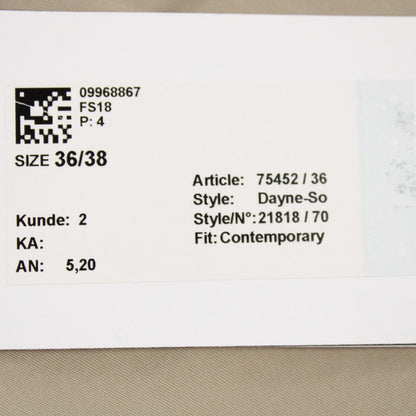 09968867
FS18
P: 4
SIZE 36/38
Article: 75452 / 36
Style: Dayne-So
Kunde: 2
Style/N°: 21818 / 70
KA:
Fit: Contemporary
AN: 5,20